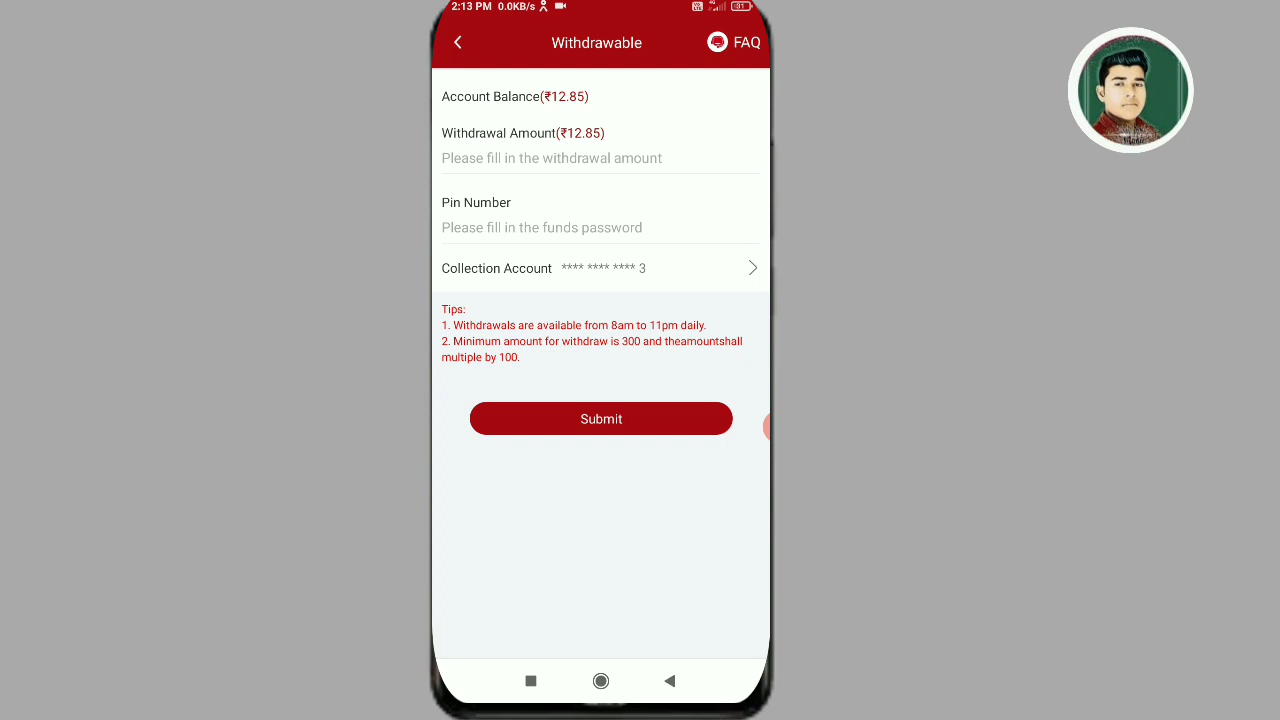 2:13 PM 0.0KB/s 91
Withdrawable FAQ
Account Balance(₹12.85)
Withdrawal Amount(₹12.85)
Please fill in the withdrawal amount
Pin Number
Please fill in the funds password
Collection Account **** **** **** 3
Tips:
1. Withdrawals are available from 8am to 11pm daily.
2. Minimum amount for withdraw is 300 and theamountshall
multiple by 100.
Submit